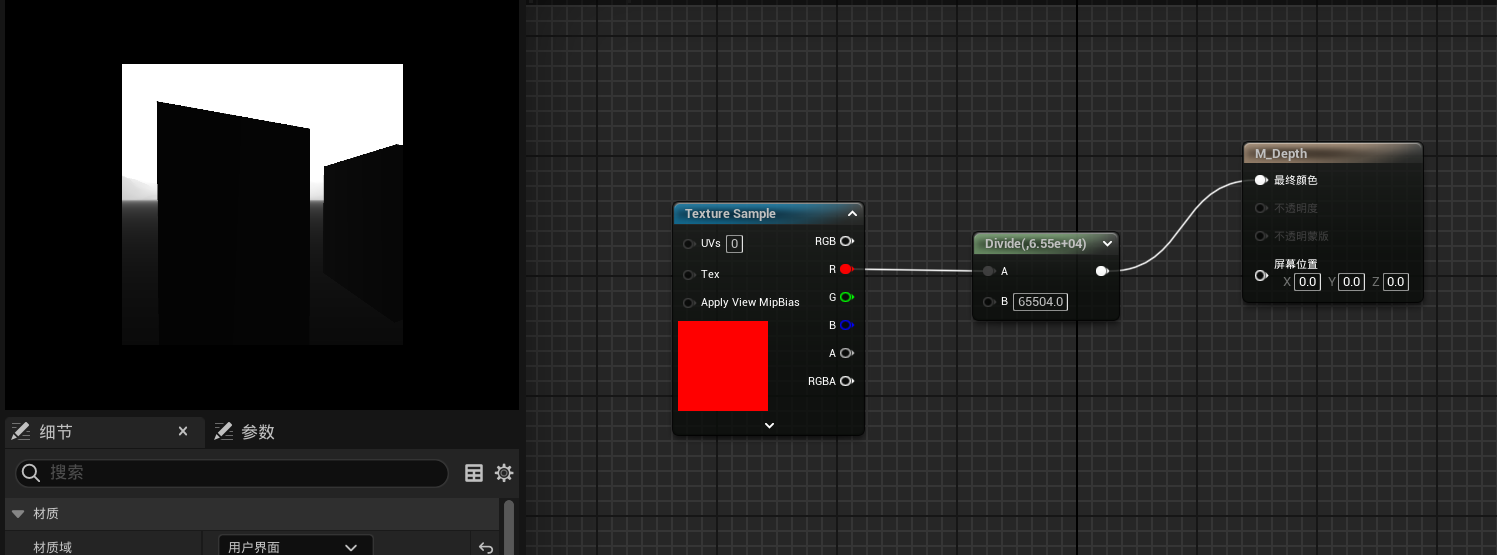 Texture Sample
UVs 0
Tex
Apply View MipBias
RGB
R
G
B
A
RGBA
Divide(,6.55e+04)
A
B 65504.0
M_Depth
最终颜色
不透明度
不透明蒙版
屏幕位置
X 0.0 Y 0.0 Z 0.0
细节
参数
搜索
材质
材质域
用户界面